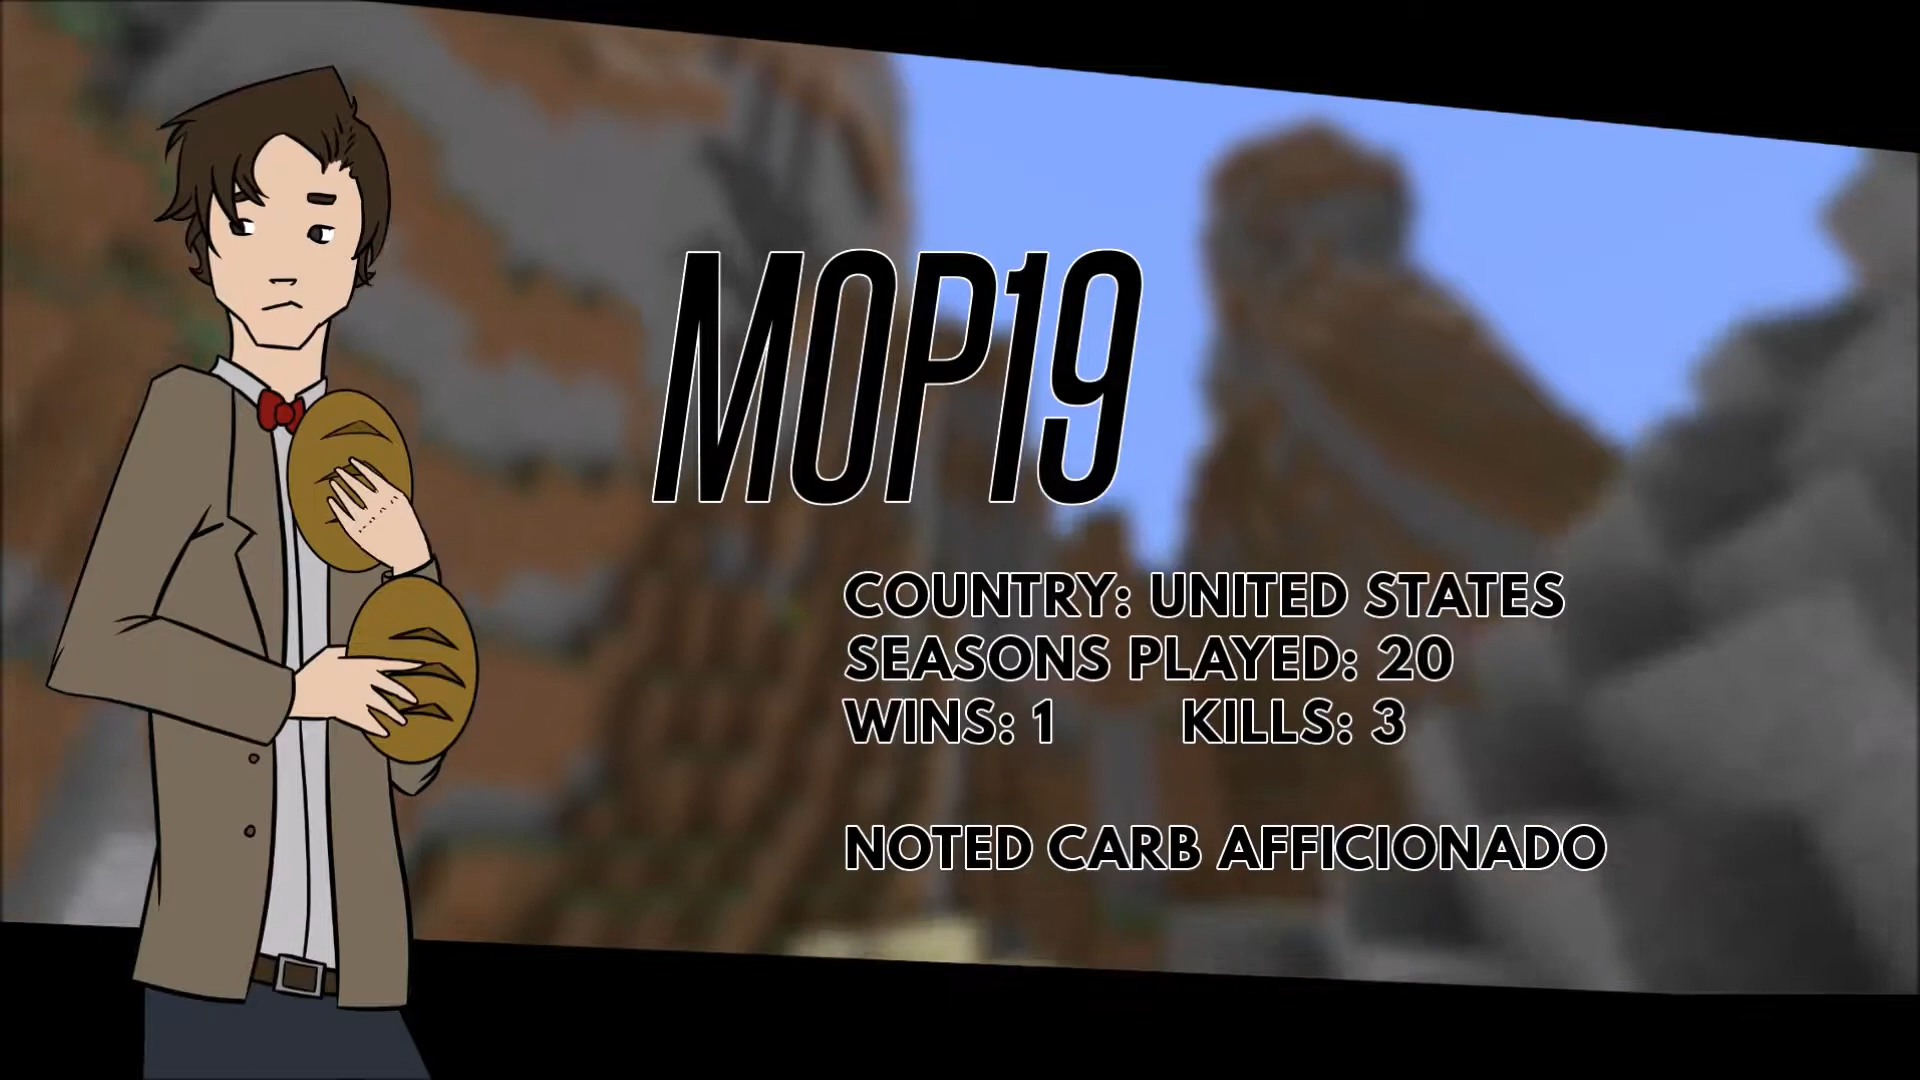 MOP19
COUNTRY: UNITED STATES
SEASONS PLAYED: 20
WINS: 1 KILLS: 3
NOTED CARB AFFICIONADO